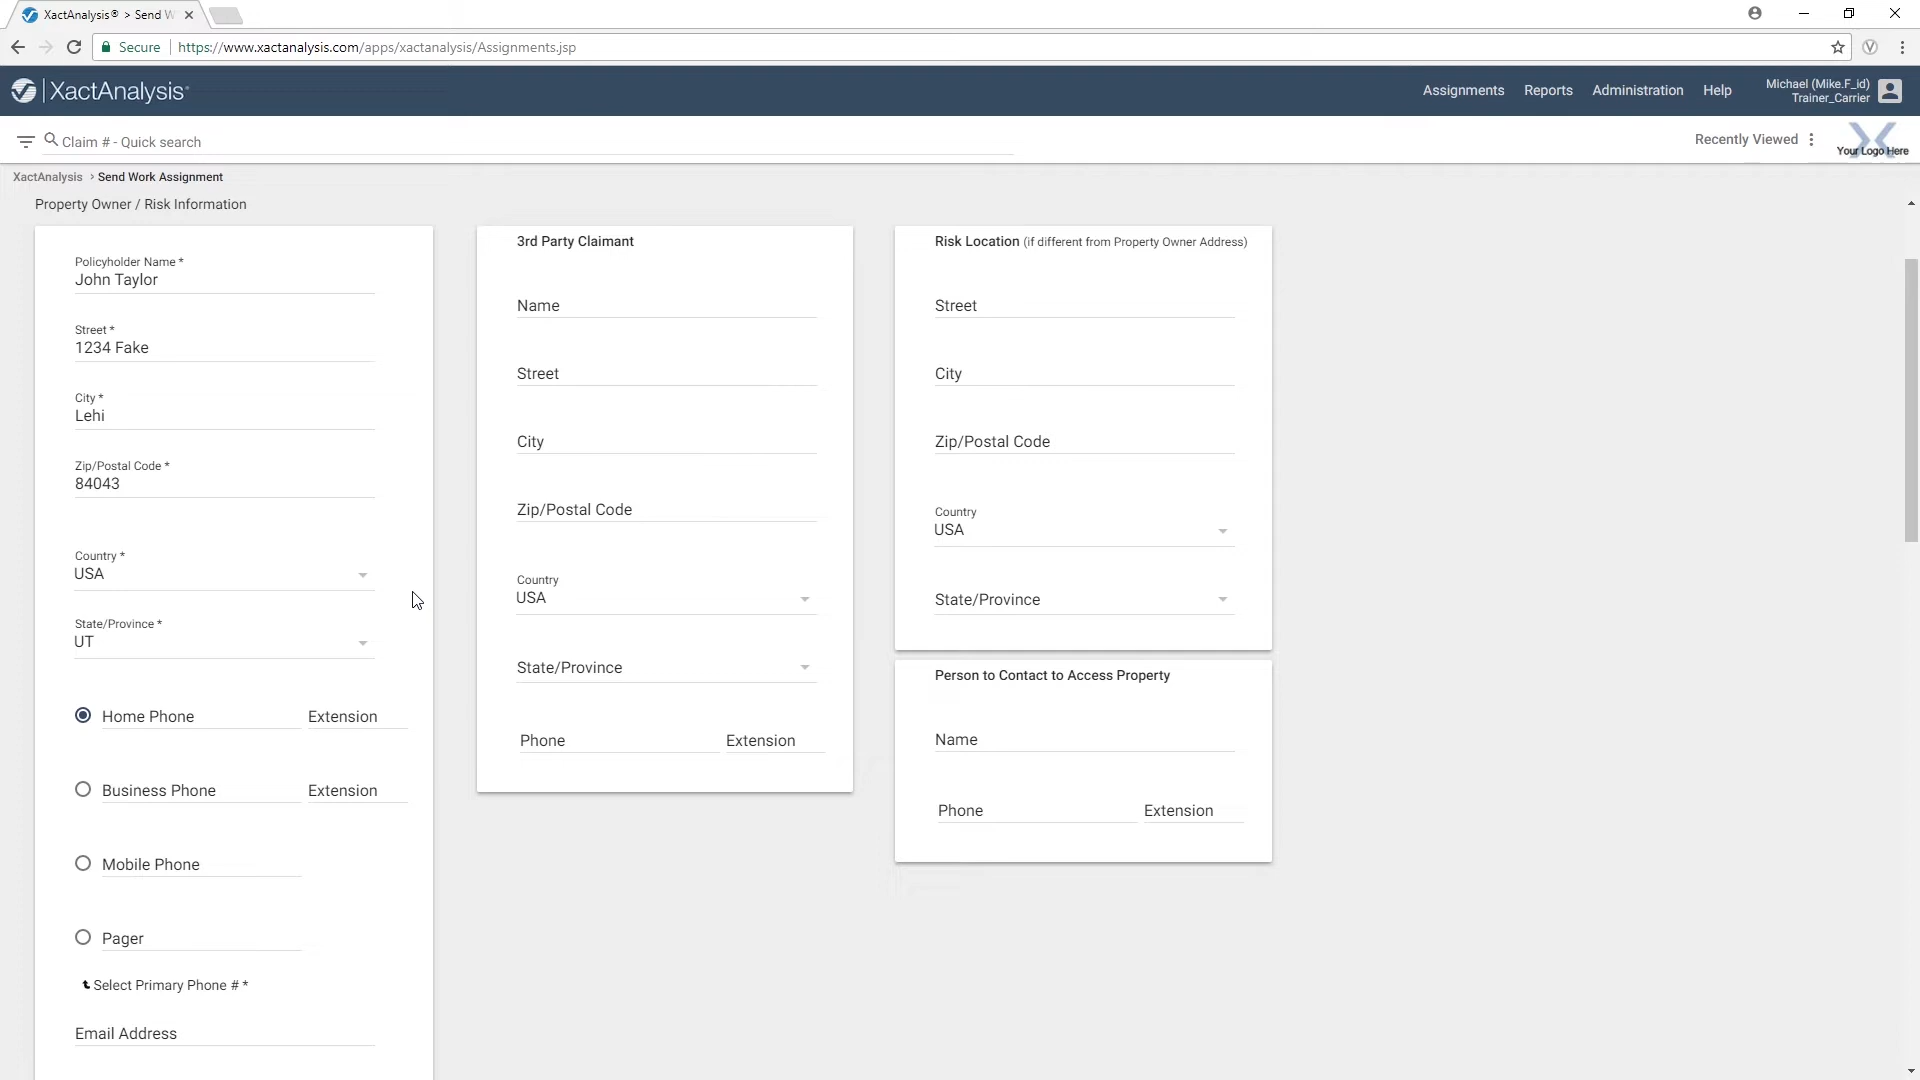 XactAnalysis® > Send W
Secure
https://www.xactanalysis.com/apps/xactanalysis/Assignments.jsp
XactAnalysis
Assignments
Reports
Administration
Help
Michael (Mike.F_id)
Trainer_Carrier
Claim # - Quick search
Recently Viewed
Your Logo Here
XactAnalysis > Send Work Assignment
Property Owner / Risk Information
Policyholder Name *
John Taylor
Street *
1234 Fake
City *
Lehi
Zip/Postal Code *
84043
Country *
USA
State/Province *
UT
Home Phone
Extension
Business Phone
Extension
Mobile Phone
Pager
Select Primary Phone # *
Email Address
3rd Party Claimant
Name
Street
City
Zip/Postal Code
Country
USA
State/Province
Phone
Extension
Risk Location (if different from Property Owner Address)
Street
City
Zip/Postal Code
Country
USA
State/Province
Person to Contact to Access Property
Name
Phone
Extension